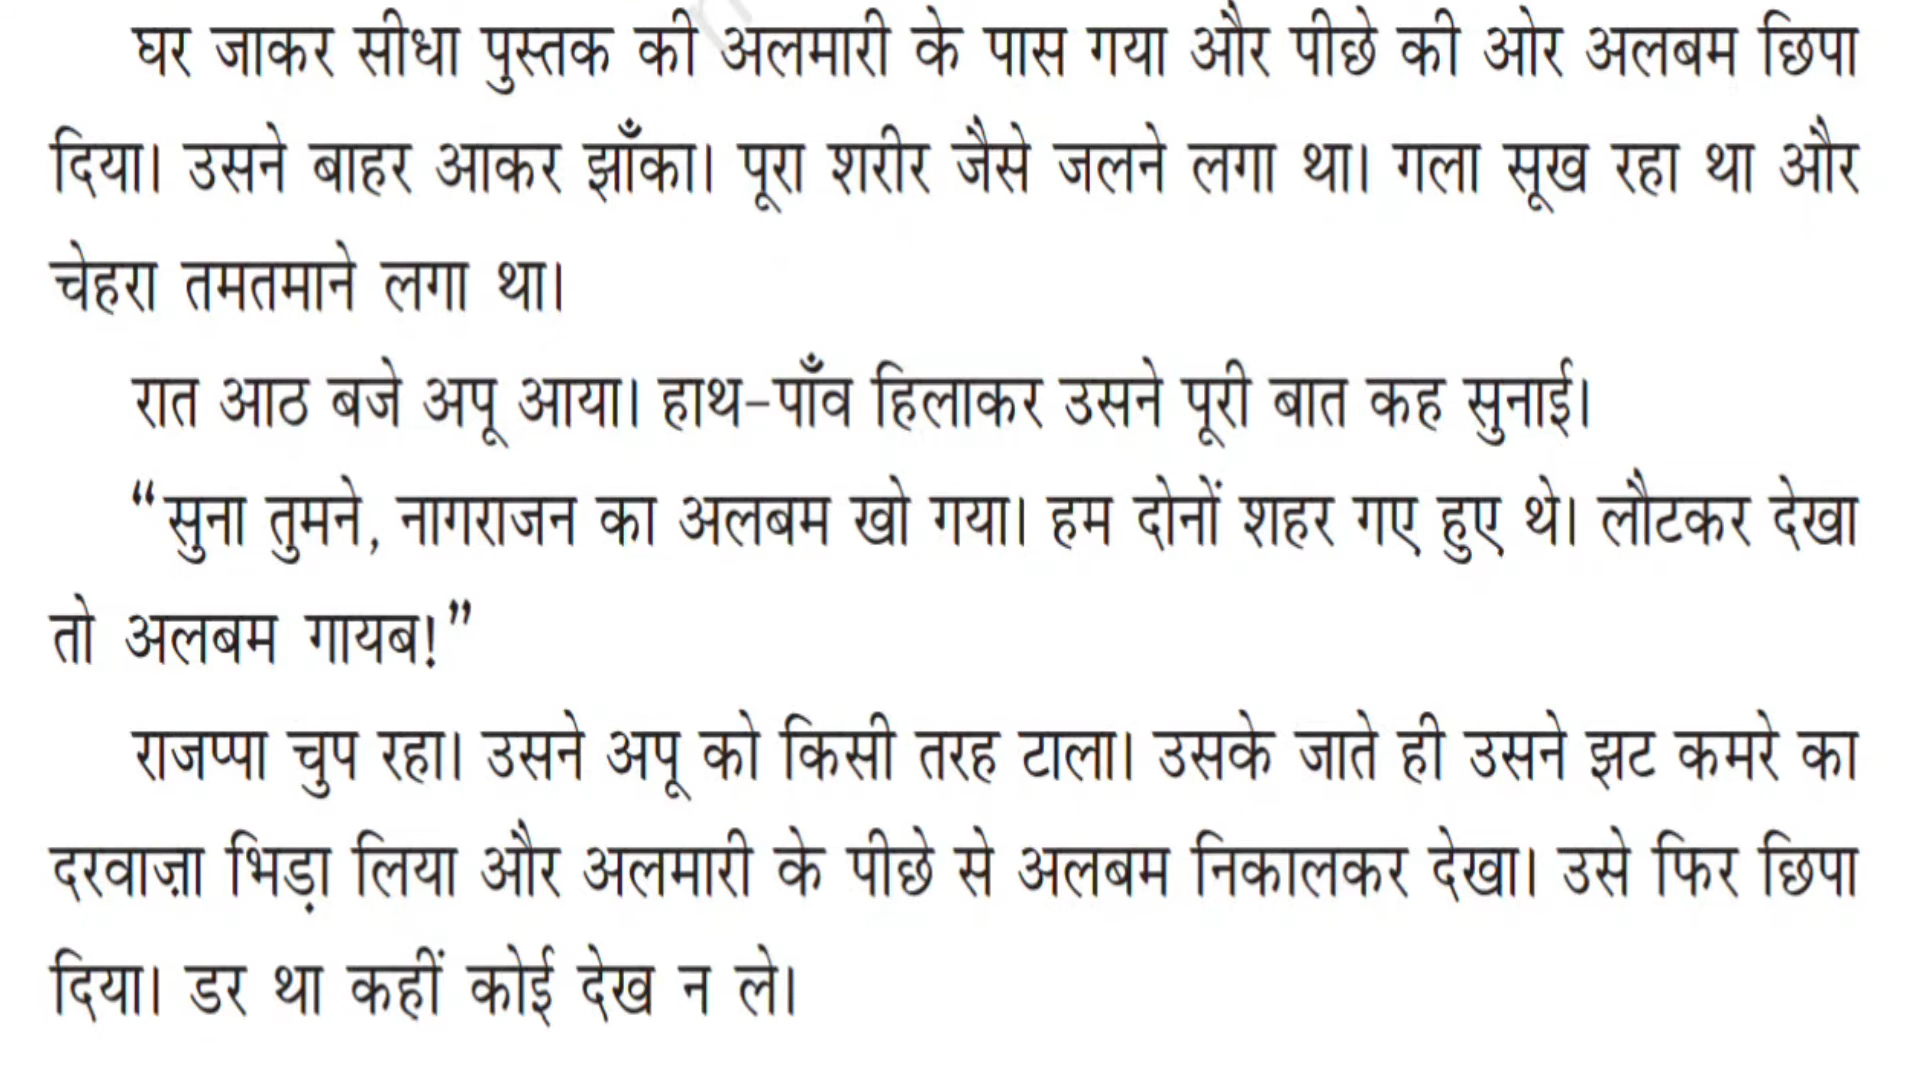 घर जाकर सीधा पुस्तक की अलमारी के पास गया और पीछे की ओर अलबम छिपा
दिया। उसने बाहर आकर झाँका। पूरा शरीर जैसे जलने लगा था। गला सूख रहा था और
चेहरा तमतमाने लगा था।
रात आठ बजे अपू आया। हाथ-पाँव हिलाकर उसने पूरी बात कह सुनाई।
“सुना तुमने, नागराजन का अलबम खो गया। हम दोनों शहर गए हुए थे। लौटकर देखा
तो अलबम गायब!”
राजप्पा चुप रहा। उसने अपू को किसी तरह टाला। उसके जाते ही उसने झट कमरे का
दरवाज़ा भिड़ा लिया और अलमारी के पीछे से अलबम निकालकर देखा। उसे फिर छिपा
दिया। डर था कहीं कोई देख न ले।